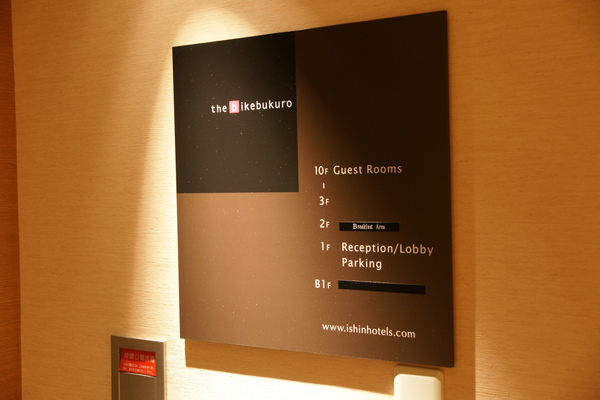 the b ikebukuro
10F Guest Rooms
3F
2F Breakfast Area
1F Reception/Lobby
Parking
B1F
www.ishinhotels.com